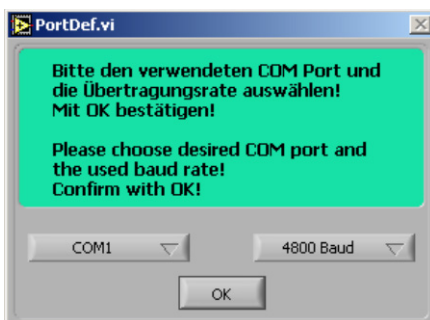 PortDef.vi
Bitte den verwendeten COM Port und
die Übertragungsrate auswählen!
Mit OK bestätigen!
Please choose desired COM port and
the used baud rate!
Confirm with OK!
COM1 4800 Baud
OK